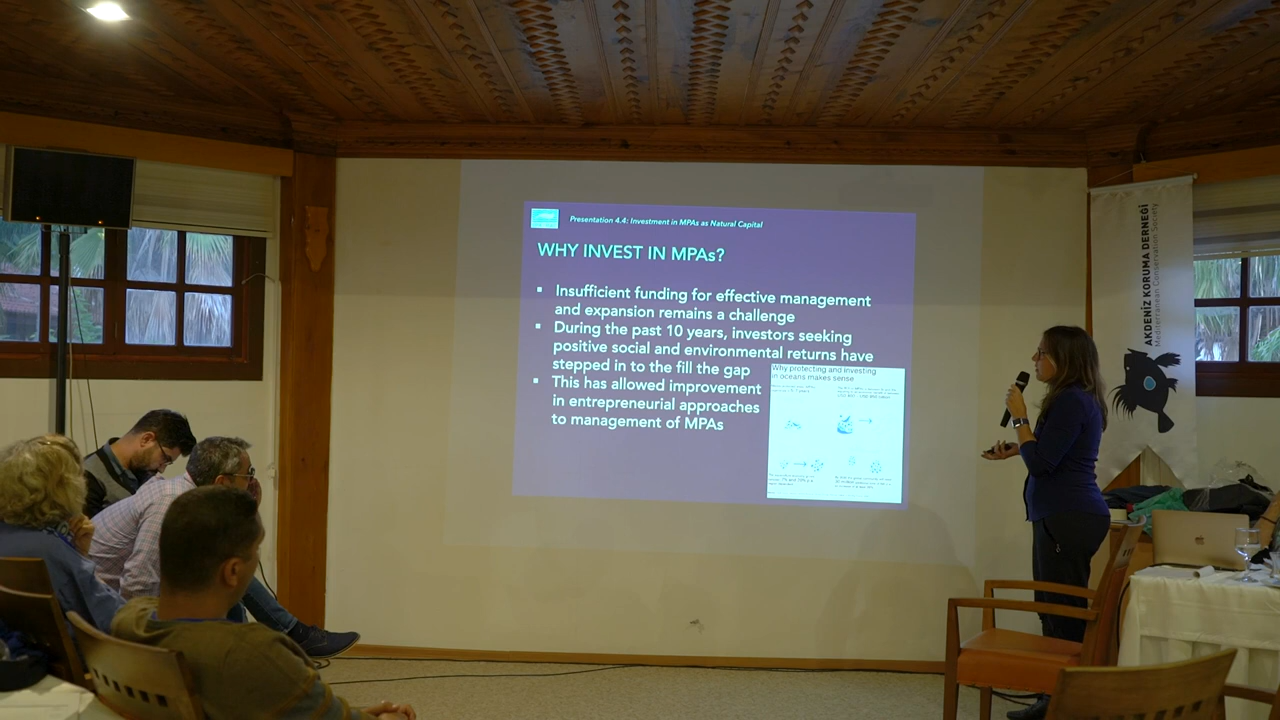 Presentation 4.4: Investment in MPAs as Natural Capital
WHY INVEST IN MPAs?
▪ Insufficient funding for effective management
and expansion remains a challenge
▪ During the past 10 years, investors seeking
positive social and environmental returns have
stepped in to the fill the gap
▪ This has allowed improvement
in entrepreneurial approaches
to management of MPAs
Why protecting and investing
in oceans makes sense
AKDENİZ KORUMA DERNEĞİ
Mediterranean Conservation Society